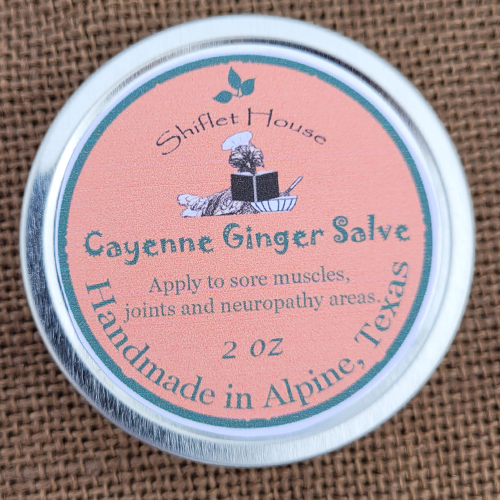 Shiflet House
Cayenne Ginger Salve
Apply to sore muscles,
joints and neuropathy areas.
2 oz
Handmade in Alpine, Texas